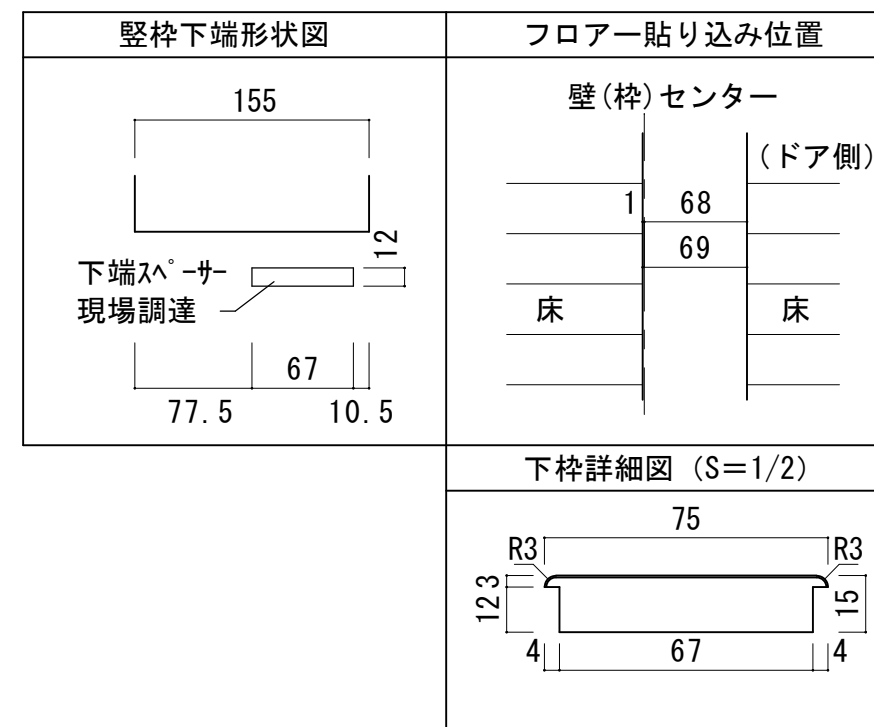 竪枠下端形状図
155
12
下端ｽﾍﾟｰｻｰ
現場調達
67
77.5
10.5
フロアー貼り込み位置
壁(枠)センター
(ドア側)
1
68
69
床
床
下枠詳細図 (S=1/2)
75
R3
R3
3
12
15
4
67
4